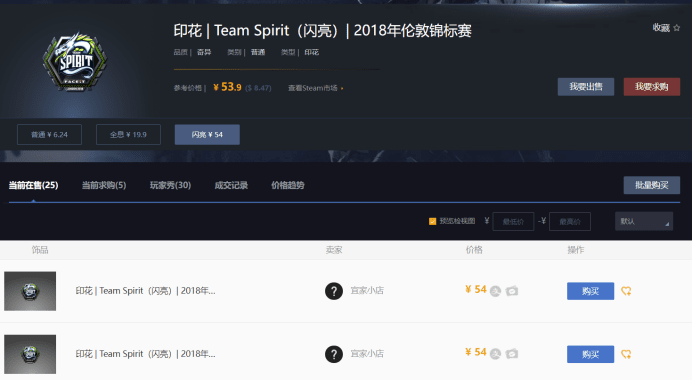 印花 | Team Spirit（闪亮）| 2018年伦敦锦标赛
收藏
品质 | 奇异 类别 | 普通 类型 | 印花
参考价格 | ¥ 53.9 ($ 8.47) 查看Steam市场
我要出售 我要求购
普通 ¥ 6.24 全息 ¥ 19.9 闪亮 ¥ 54
当前在售(25) 当前求购(5) 玩家秀(30) 成交记录 价格趋势 批量购买
预览检视图 ¥ 最低价 -¥ 最高价 默认
饰品 卖家 价格 操作
SPIRIT
印花 | Team Spirit（闪亮）| 2018年... ? 宜家小店 ¥ 54 购买
印花 | Team Spirit（闪亮）| 2018年... ? 宜家小店 ¥ 54 购买